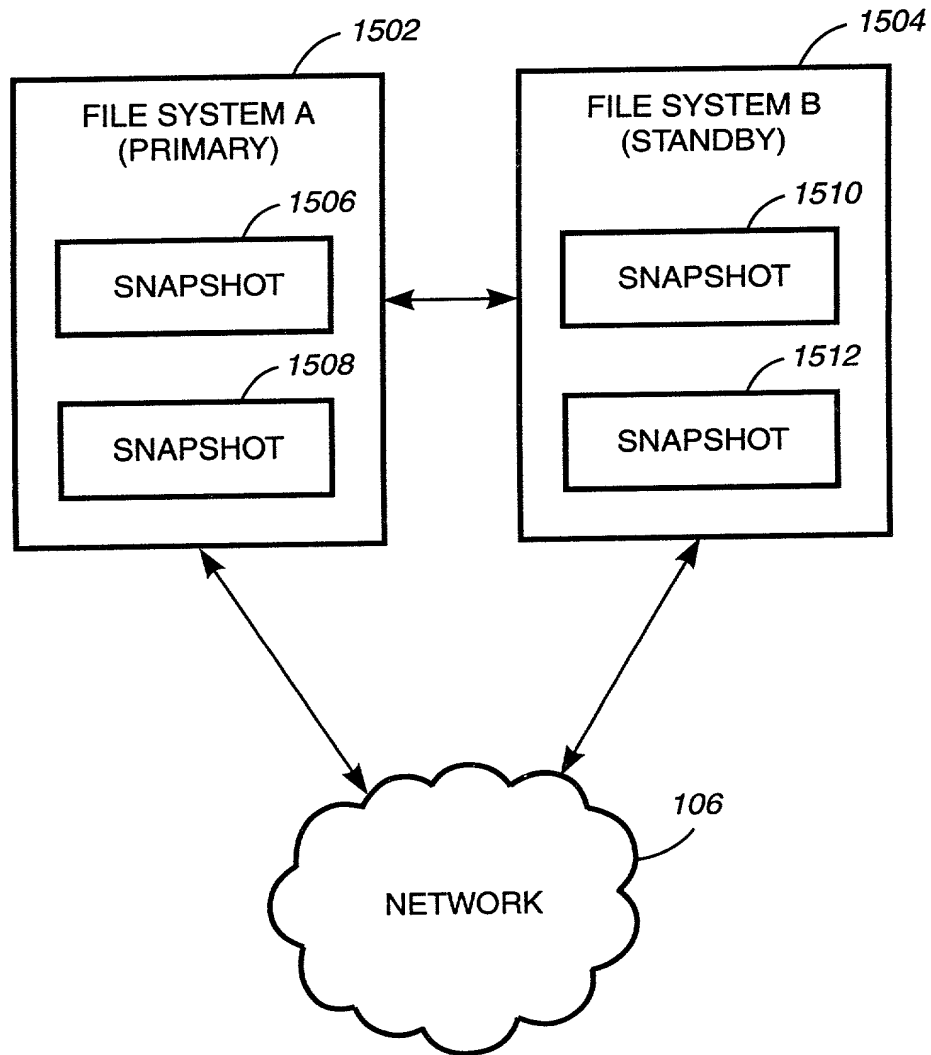 1502
FILE SYSTEM A
(PRIMARY)
1506
SNAPSHOT
1508
SNAPSHOT
1504
FILE SYSTEM B
(STANDBY)
1510
SNAPSHOT
1512
SNAPSHOT
106
NETWORK